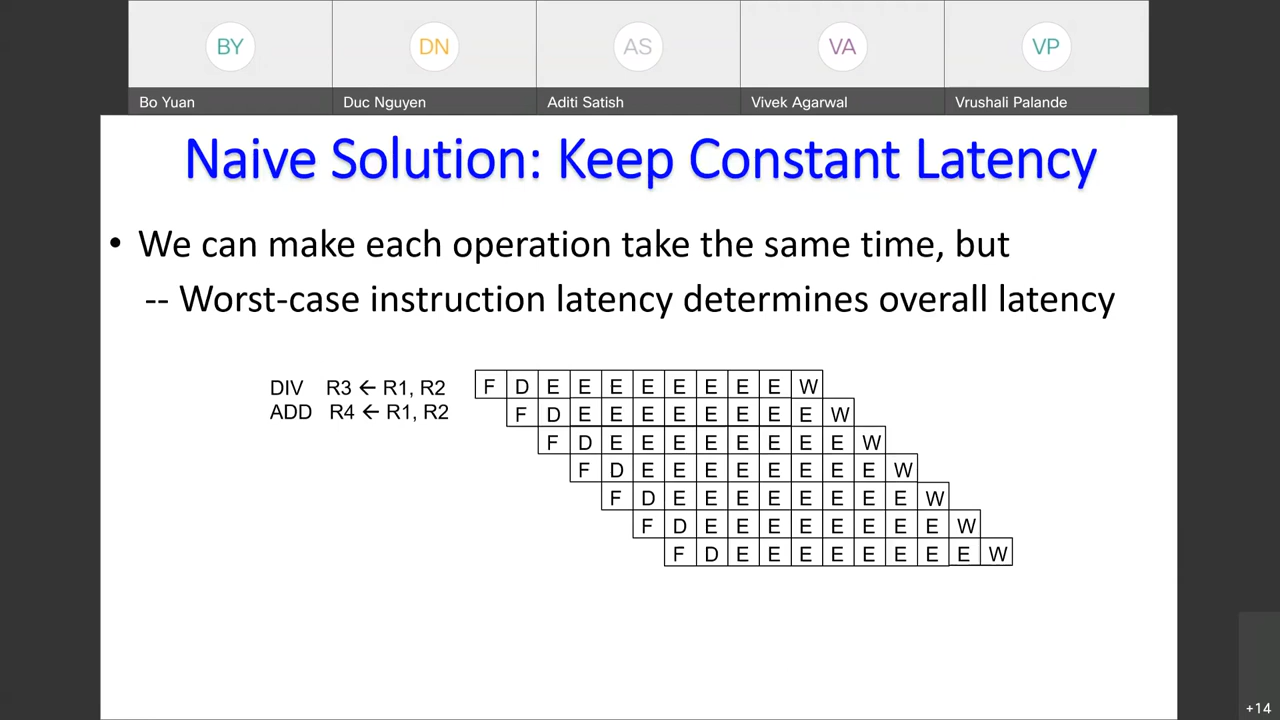 BY DN AS VA VP
Bo Yuan Duc Nguyen Aditi Satish Vivek Agarwal Vrushali Palande
Naive Solution: Keep Constant Latency
• We can make each operation take the same time, but
-- Worst-case instruction latency determines overall latency
DIV R3 ← R1, R2 F D E E E E E E E E W
ADD R4 ← R1, R2 F D E E E E E E E E W
F D E E E E E E E E W
F D E E E E E E E E W
F D E E E E E E E E W
F D E E E E E E E E W
F D E E E E E E E E W
+14